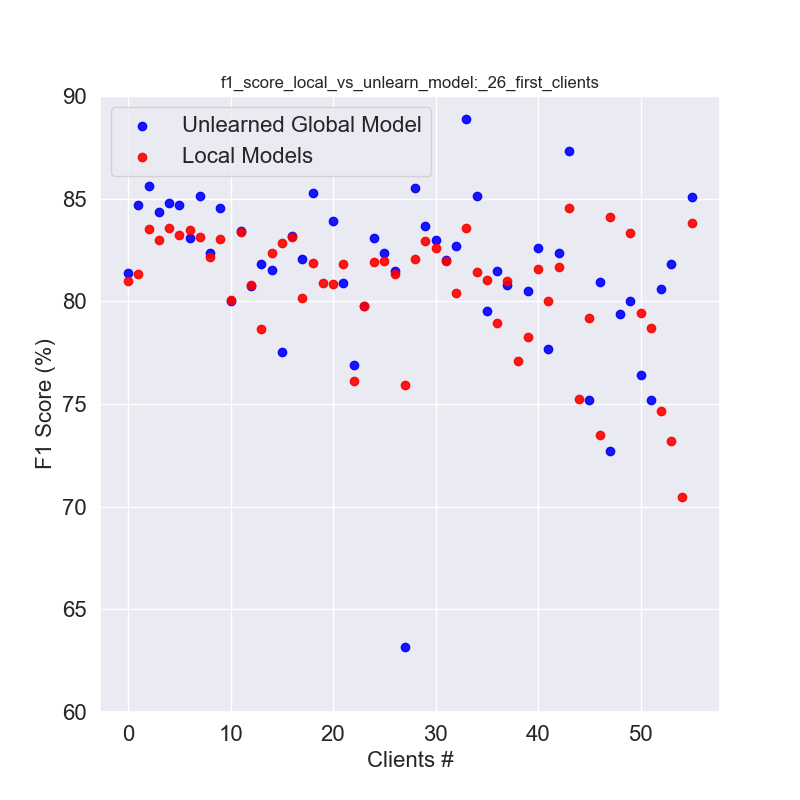 f1_score_local_vs_unlearn_model:_26_first_clients
90
Unlearned Global Model
Local Models
85
80
75
70
65
60
F1 Score (%)
0 10 20 30 40 50
Clients #